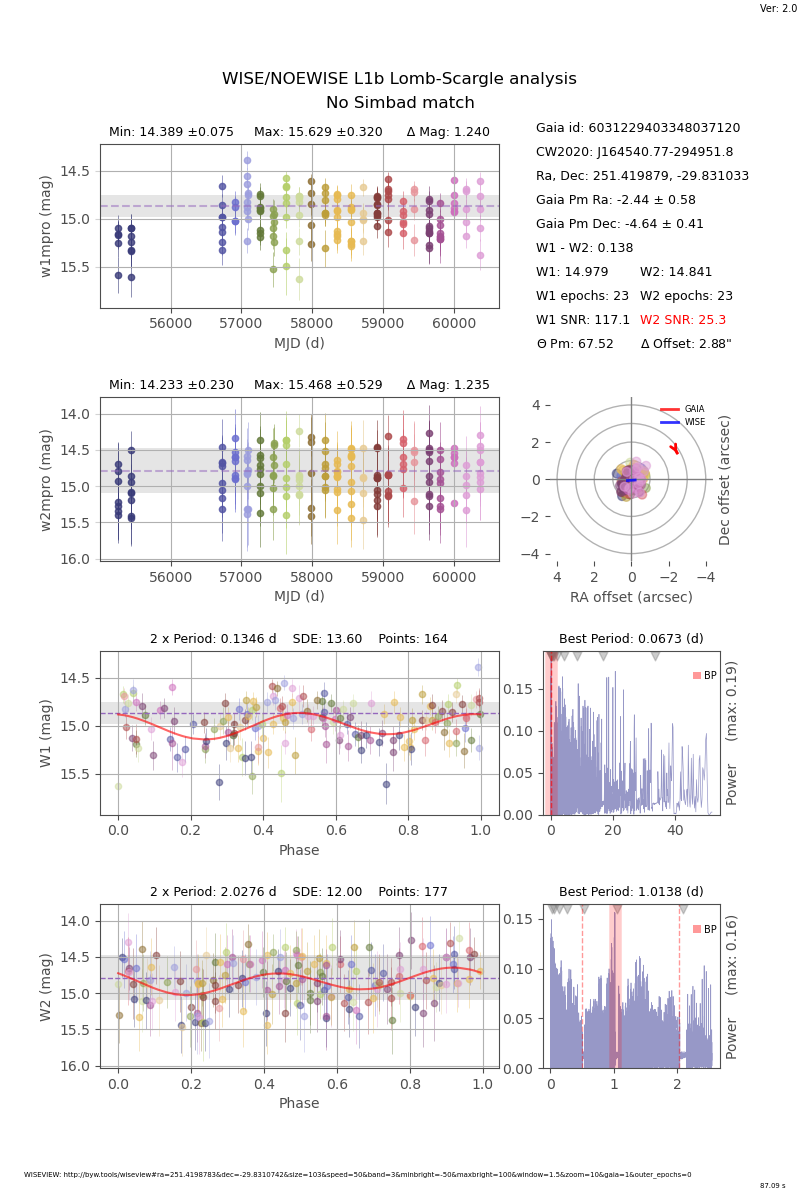 Ver: 2.0
WISE/NOEWISE L1b Lomb-Scargle analysis
No Simbad match
Min: 14.389 ±0.075 Max: 15.629 ±0.320 Δ Mag: 1.240
14.5
15.0
15.5
w1mpro (mag)
56000 57000 58000 59000 60000
MJD (d)
Gaia id: 6031229403348037120
CW2020: J164540.77-294951.8
Ra, Dec: 251.419879, -29.831033
Gaia Pm Ra: -2.44 ± 0.58
Gaia Pm Dec: -4.64 ± 0.41
W1 - W2: 0.138
W1: 14.979 W2: 14.841
W1 epochs: 23 W2 epochs: 23
W1 SNR: 117.1 W2 SNR: 25.3
Θ Pm: 67.52 Δ Offset: 2.88"
Min: 14.233 ±0.230 Max: 15.468 ±0.529 Δ Mag: 1.235
14.0
14.5
15.0
15.5
16.0
w2mpro (mag)
56000 57000 58000 59000 60000
MJD (d)
GAIA
WISE
4
2
0
−2
−4
4 2 0 −2 −4
RA offset (arcsec)
Dec offset (arcsec)
2 x Period: 0.1346 d SDE: 13.60 Points: 164
14.5
15.0
15.5
W1 (mag)
0.0 0.2 0.4 0.6 0.8 1.0
Phase
Best Period: 0.0673 (d)
BP
0.15
0.10
0.05
0.00
0 20 40
Power (max: 0.19)
2 x Period: 2.0276 d SDE: 12.00 Points: 177
14.0
14.5
15.0
15.5
16.0
W2 (mag)
0.0 0.2 0.4 0.6 0.8 1.0
Phase
Best Period: 1.0138 (d)
BP
0.15
0.10
0.05
0.00
0 1 2
Power (max: 0.16)
WISEVIEW: http://byw.tools/wiseview#ra=251.4198783&dec=-29.8310742&size=103&speed=50&band=3&minbright=-50&maxbright=100&window=1.5&zoom=10&gaia=1&outer_epochs=0
87.09 s